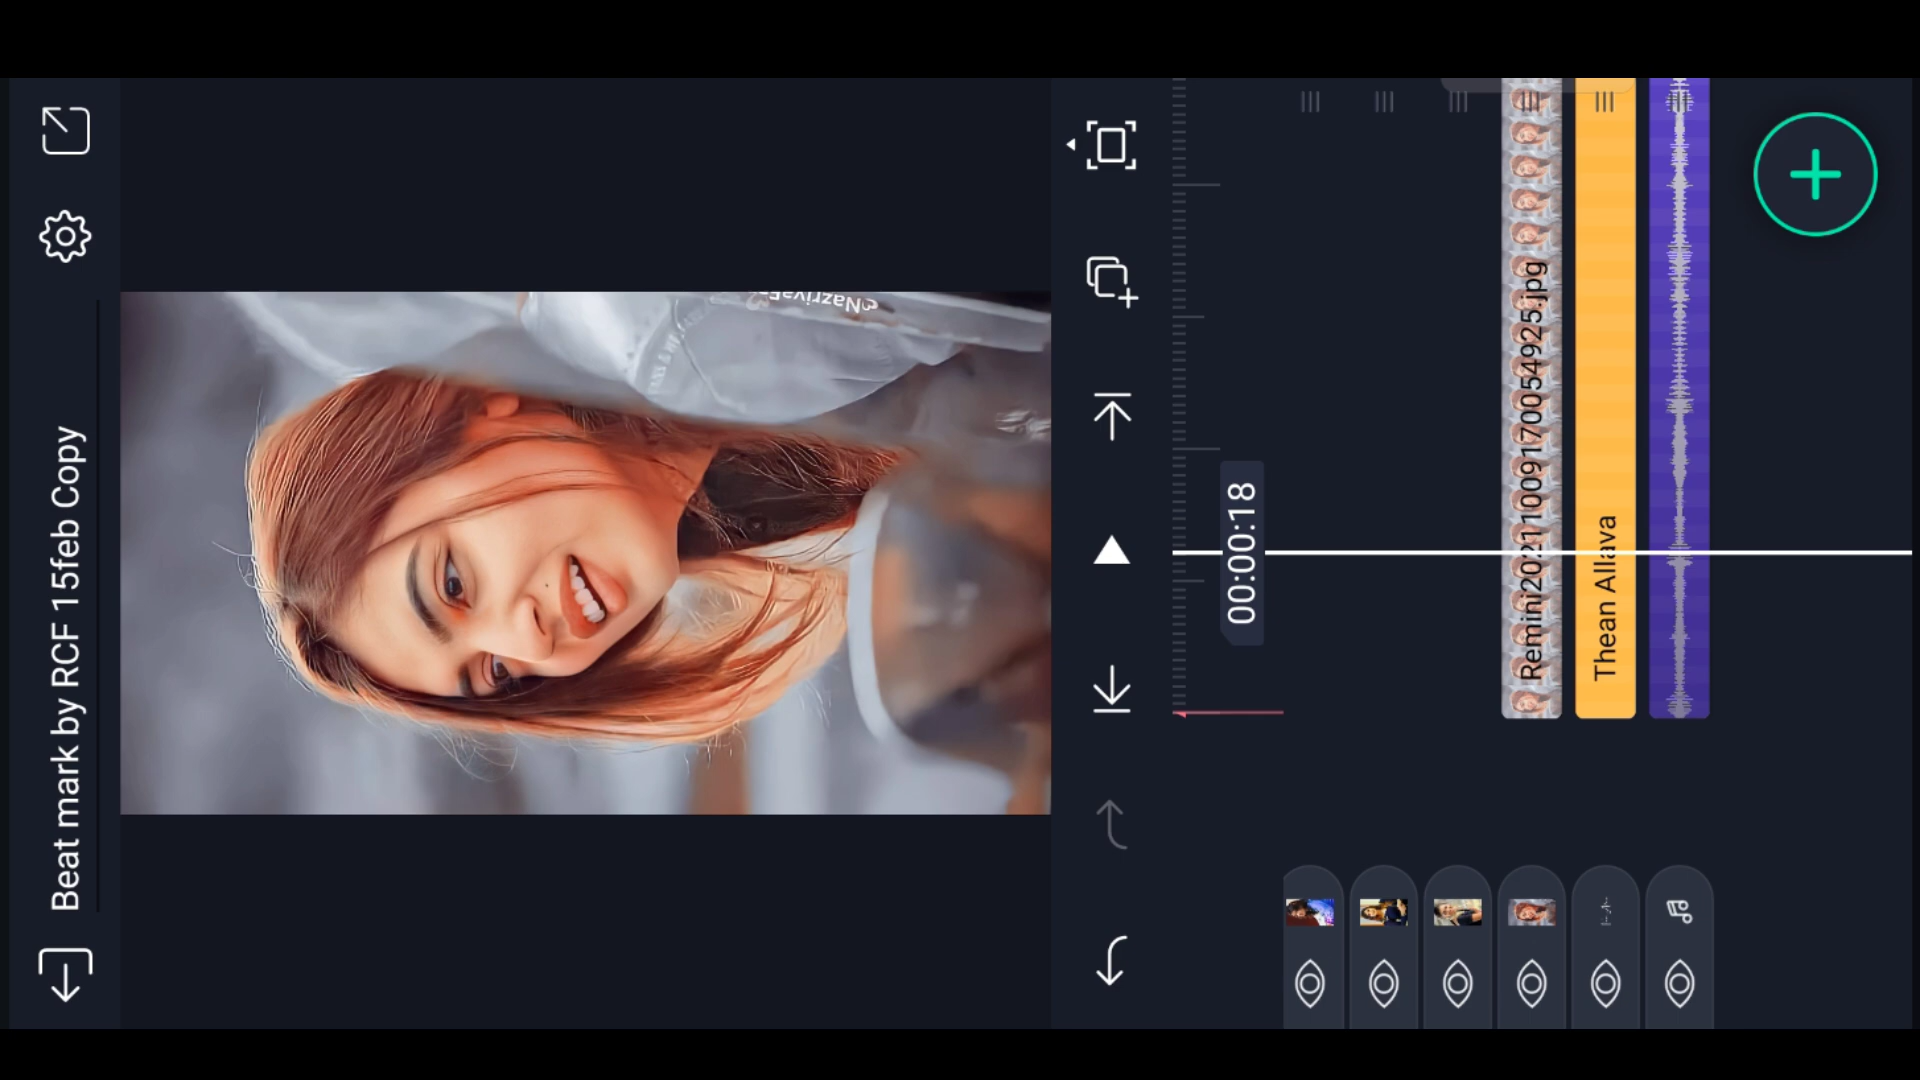 Beat mark by RCF 15feb Copy
00:00:18
Remini20211009170054925.jpg
Thean Allava